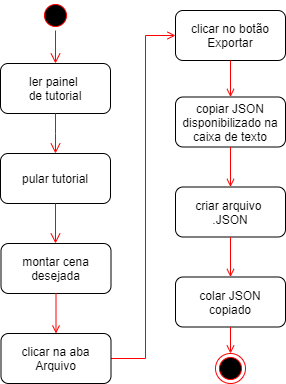 ler painel
de tutorial
pular tutorial
montar cena
desejada
clicar na aba
Arquivo
clicar no botão
Exportar
copiar JSON
disponibilizado na
caixa de texto
criar arquivo
.JSON
colar JSON
copiado